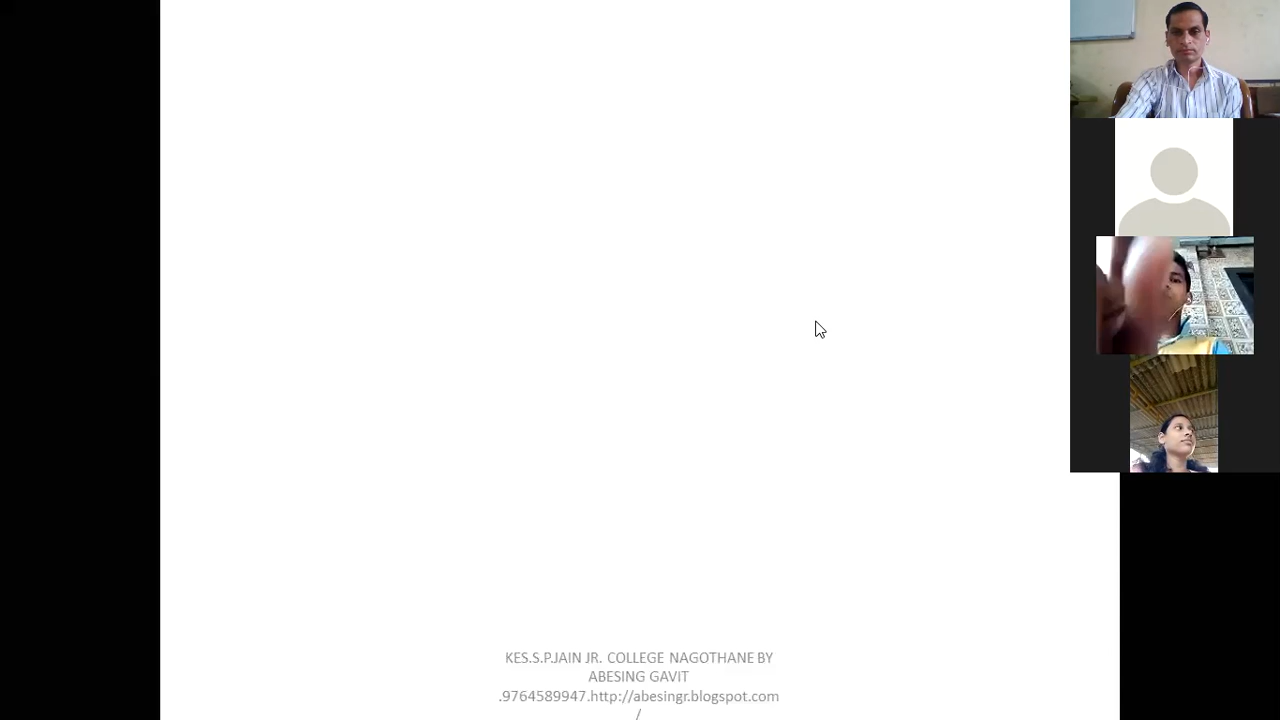 KES.S.P.JAIN JR. COLLEGE NAGOTHANE BY
ABESING GAVIT
.9764589947.http://abesingr.blogspot.com
/